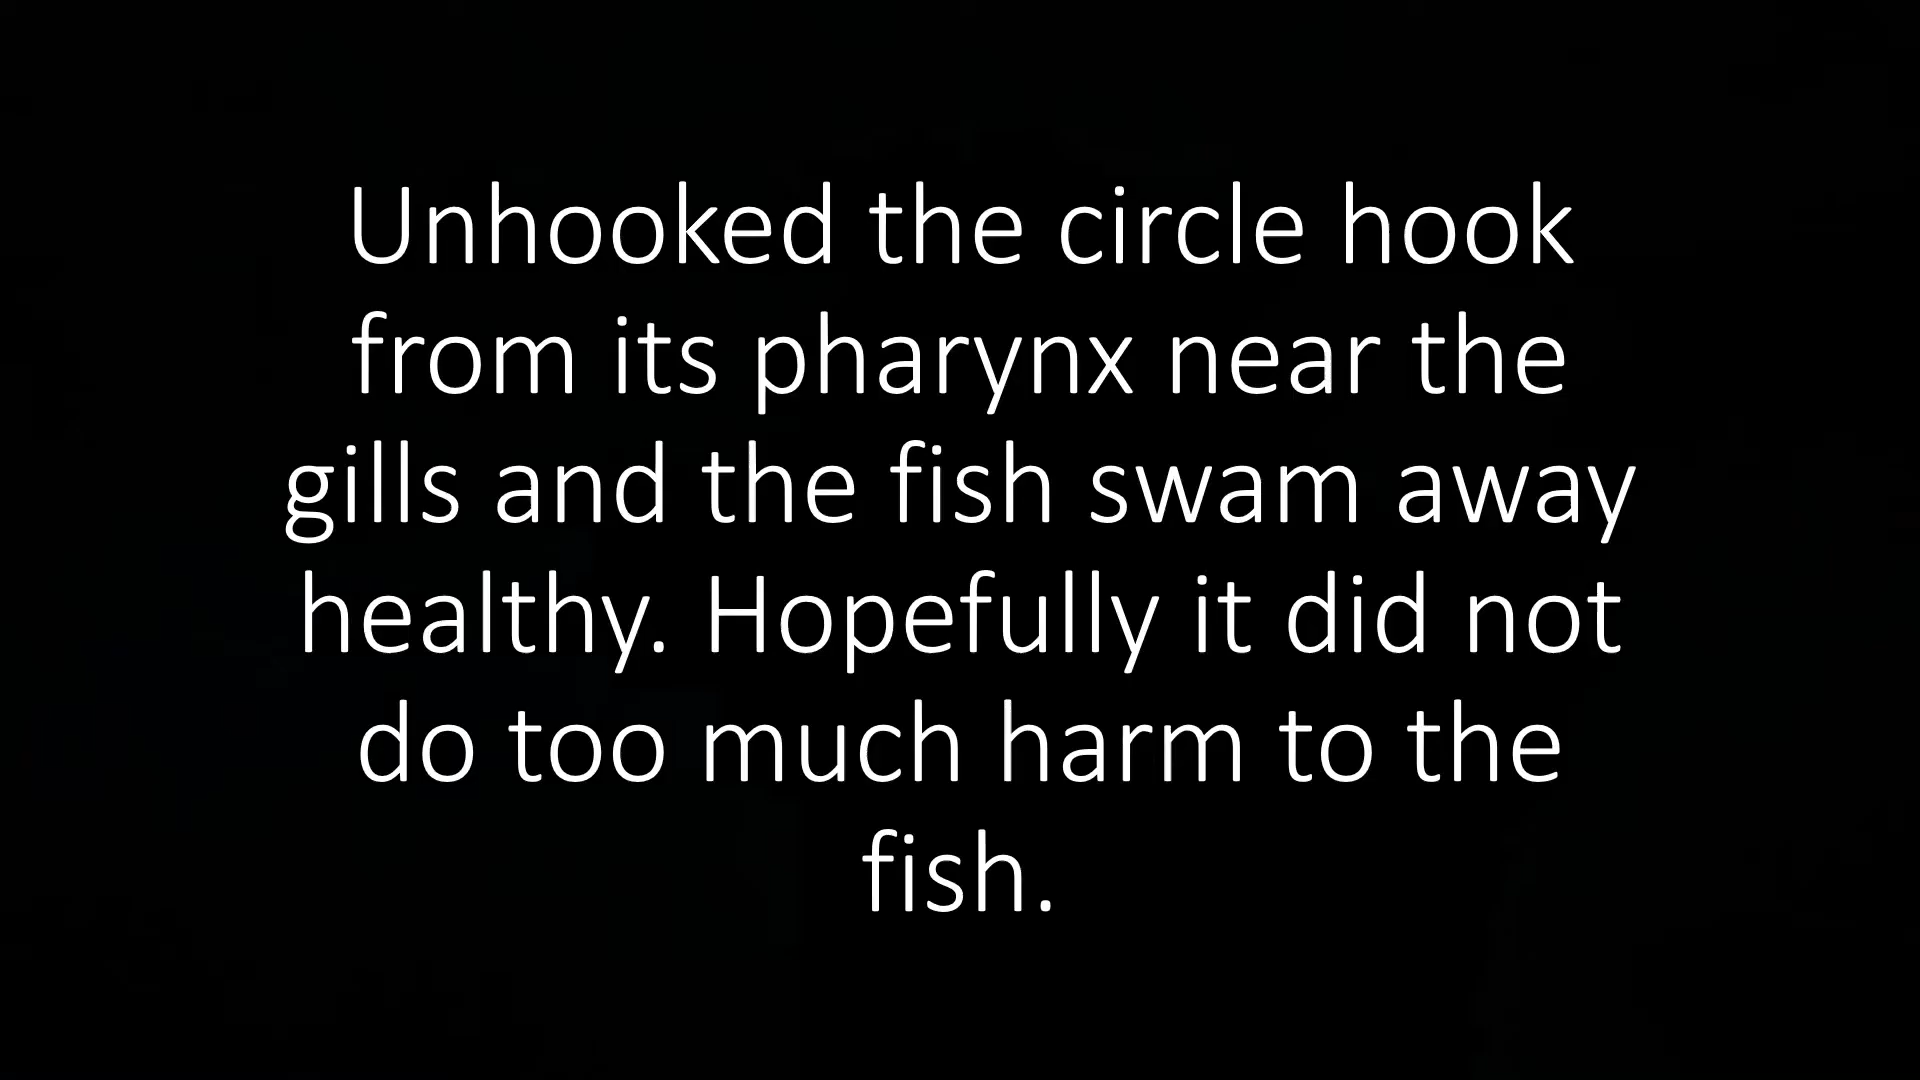 Unhooked the circle hook
from its pharynx near the
gills and the fish swam away
healthy. Hopefully it did not
do too much harm to the
fish.